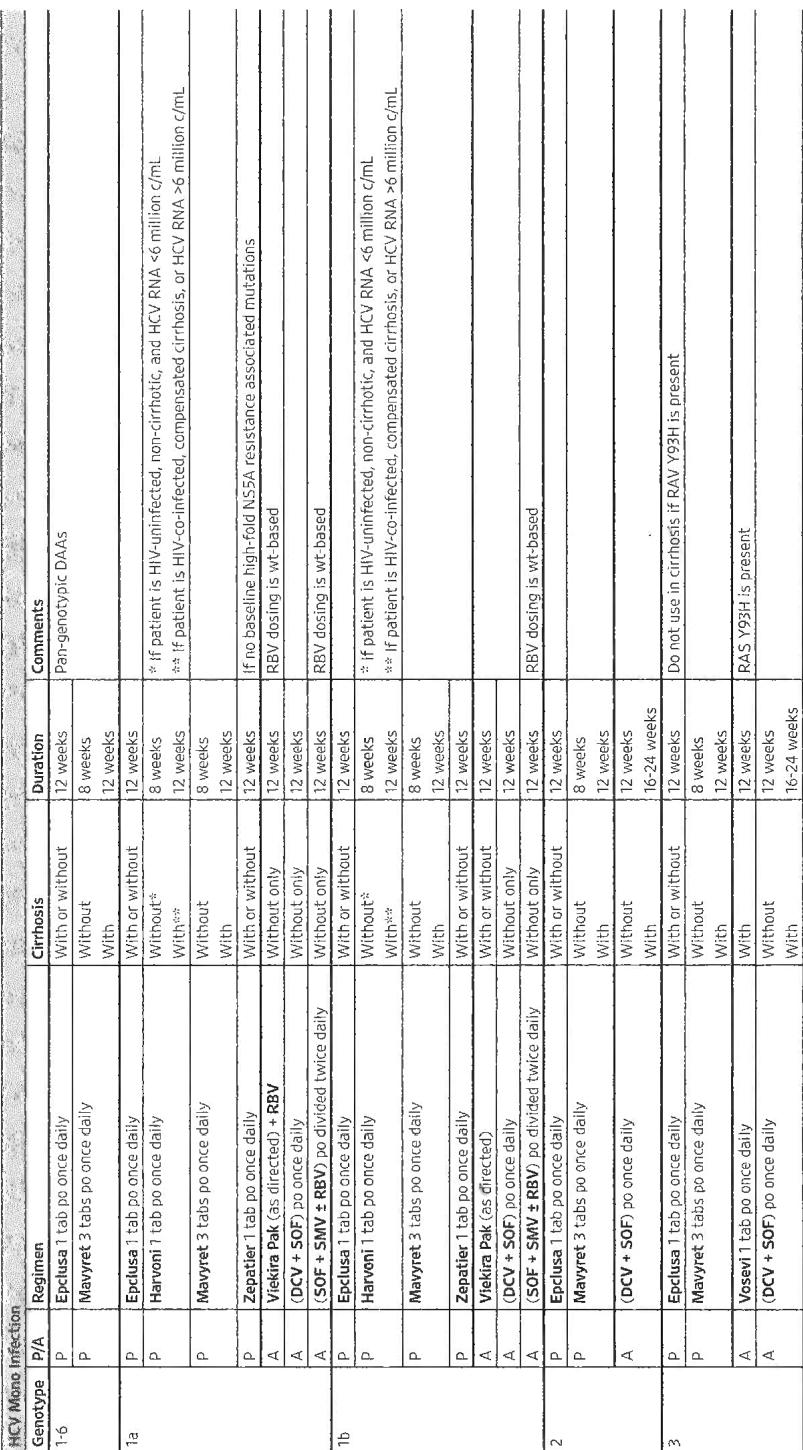 HCV Mono Infection
Genotype P/A Regimen Cirrhosis Duration Comments
1-6 P Epclusa 1 tab po once daily With or without 12 weeks Pan-genotypic DAAs
P Mavyret 3 tabs po once daily Without 8 weeks
With 12 weeks
1a P Epclusa 1 tab po once daily With or without 12 weeks
P Harvoni 1 tab po once daily Without* 8 weeks * If patient is HIV-uninfected, non-cirrhotic, and HCV RNA <6 million c/mL
With** 12 weeks ** If patient is HIV-co-infected, compensated cirrhosis, or HCV RNA >6 million c/mL
P Mavyret 3 tabs po once daily Without 8 weeks
With 12 weeks
P Zepatier 1 tab po once daily With or without 12 weeks If no baseline high-fold NS5A resistance associated mutations
A Viekira Pak (as directed) + RBV Without only 12 weeks RBV dosing is wt-based
A (DCV + SOF) po once daily Without only 12 weeks
A (SOF + SMV ± RBV) po divided twice daily Without only 12 weeks RBV dosing is wt-based
1b P Epclusa 1 tab po once daily With or without 12 weeks
P Harvoni 1 tab po once daily Without* 8 weeks * If patient is HIV-uninfected, non-cirrhotic, and HCV RNA <6 million c/mL
With** 12 weeks ** If patient is HIV-co-infected, compensated cirrhosis, or HCV RNA >6 million c/mL
P Mavyret 3 tabs po once daily Without 8 weeks
With 12 weeks
P Zepatier 1 tab po once daily With or without 12 weeks
A Viekira Pak (as directed) With or without 12 weeks
A (DCV + SOF) po once daily Without only 12 weeks
A (SOF + SMV ± RBV) po divided twice daily Without only 12 weeks RBV dosing is wt-based
2 P Epclusa 1 tab po once daily With or without 12 weeks
P Mavyret 3 tabs po once daily Without 8 weeks
With 12 weeks
A (DCV + SOF) po once daily Without 12 weeks
With 16-24 weeks
3 P Epclusa 1 tab po once daily With or without 12 weeks Do not use in cirrhosis if RAV Y93H is present
P Mavyret 3 tabs po once daily Without 8 weeks
With 12 weeks
A Vosevi 1 tab po once daily With 12 weeks RAS Y93H is present
A (DCV + SOF) po once daily Without 12 weeks
With 16-24 weeks